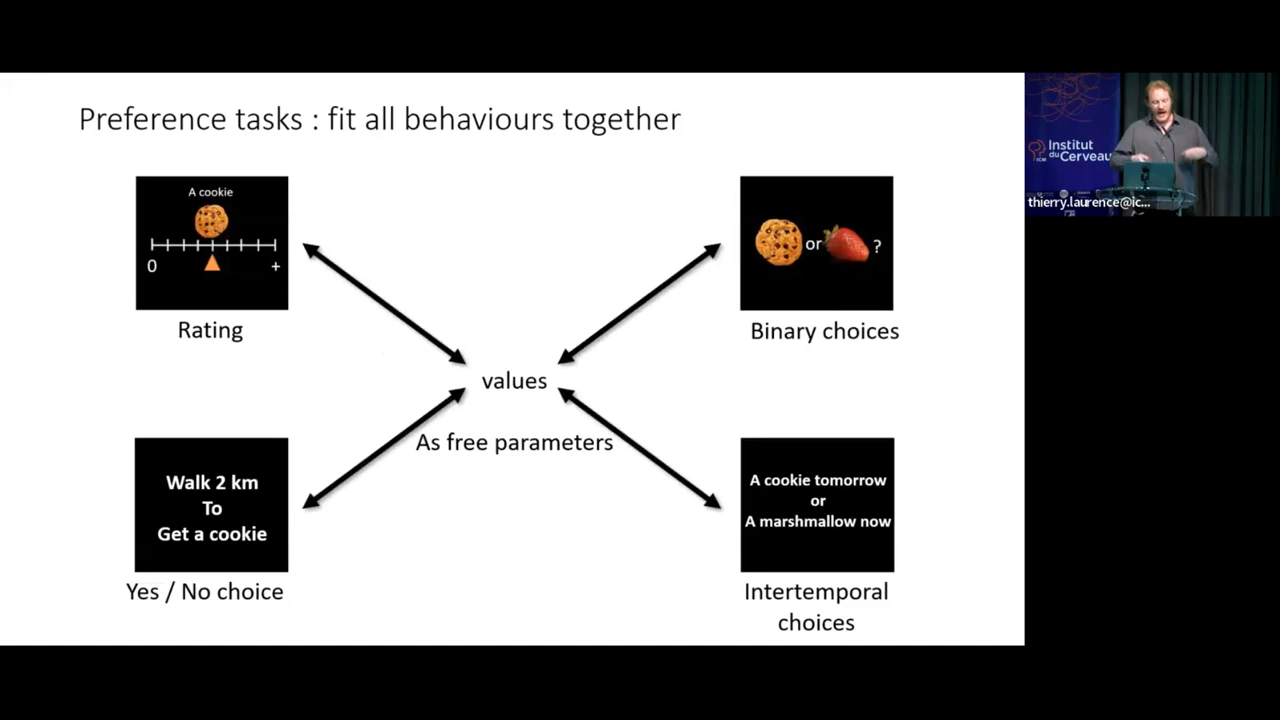 Preference tasks : fit all behaviours together
A cookie
0
+
Rating
or
?
Binary choices
values
As free parameters
Walk 2 km
To
Get a cookie
Yes / No choice
A cookie tomorrow
or
A marshmallow now
Intertemporal
choices
Institut
du Cerveau
ICM
thierry.laurence@ic...